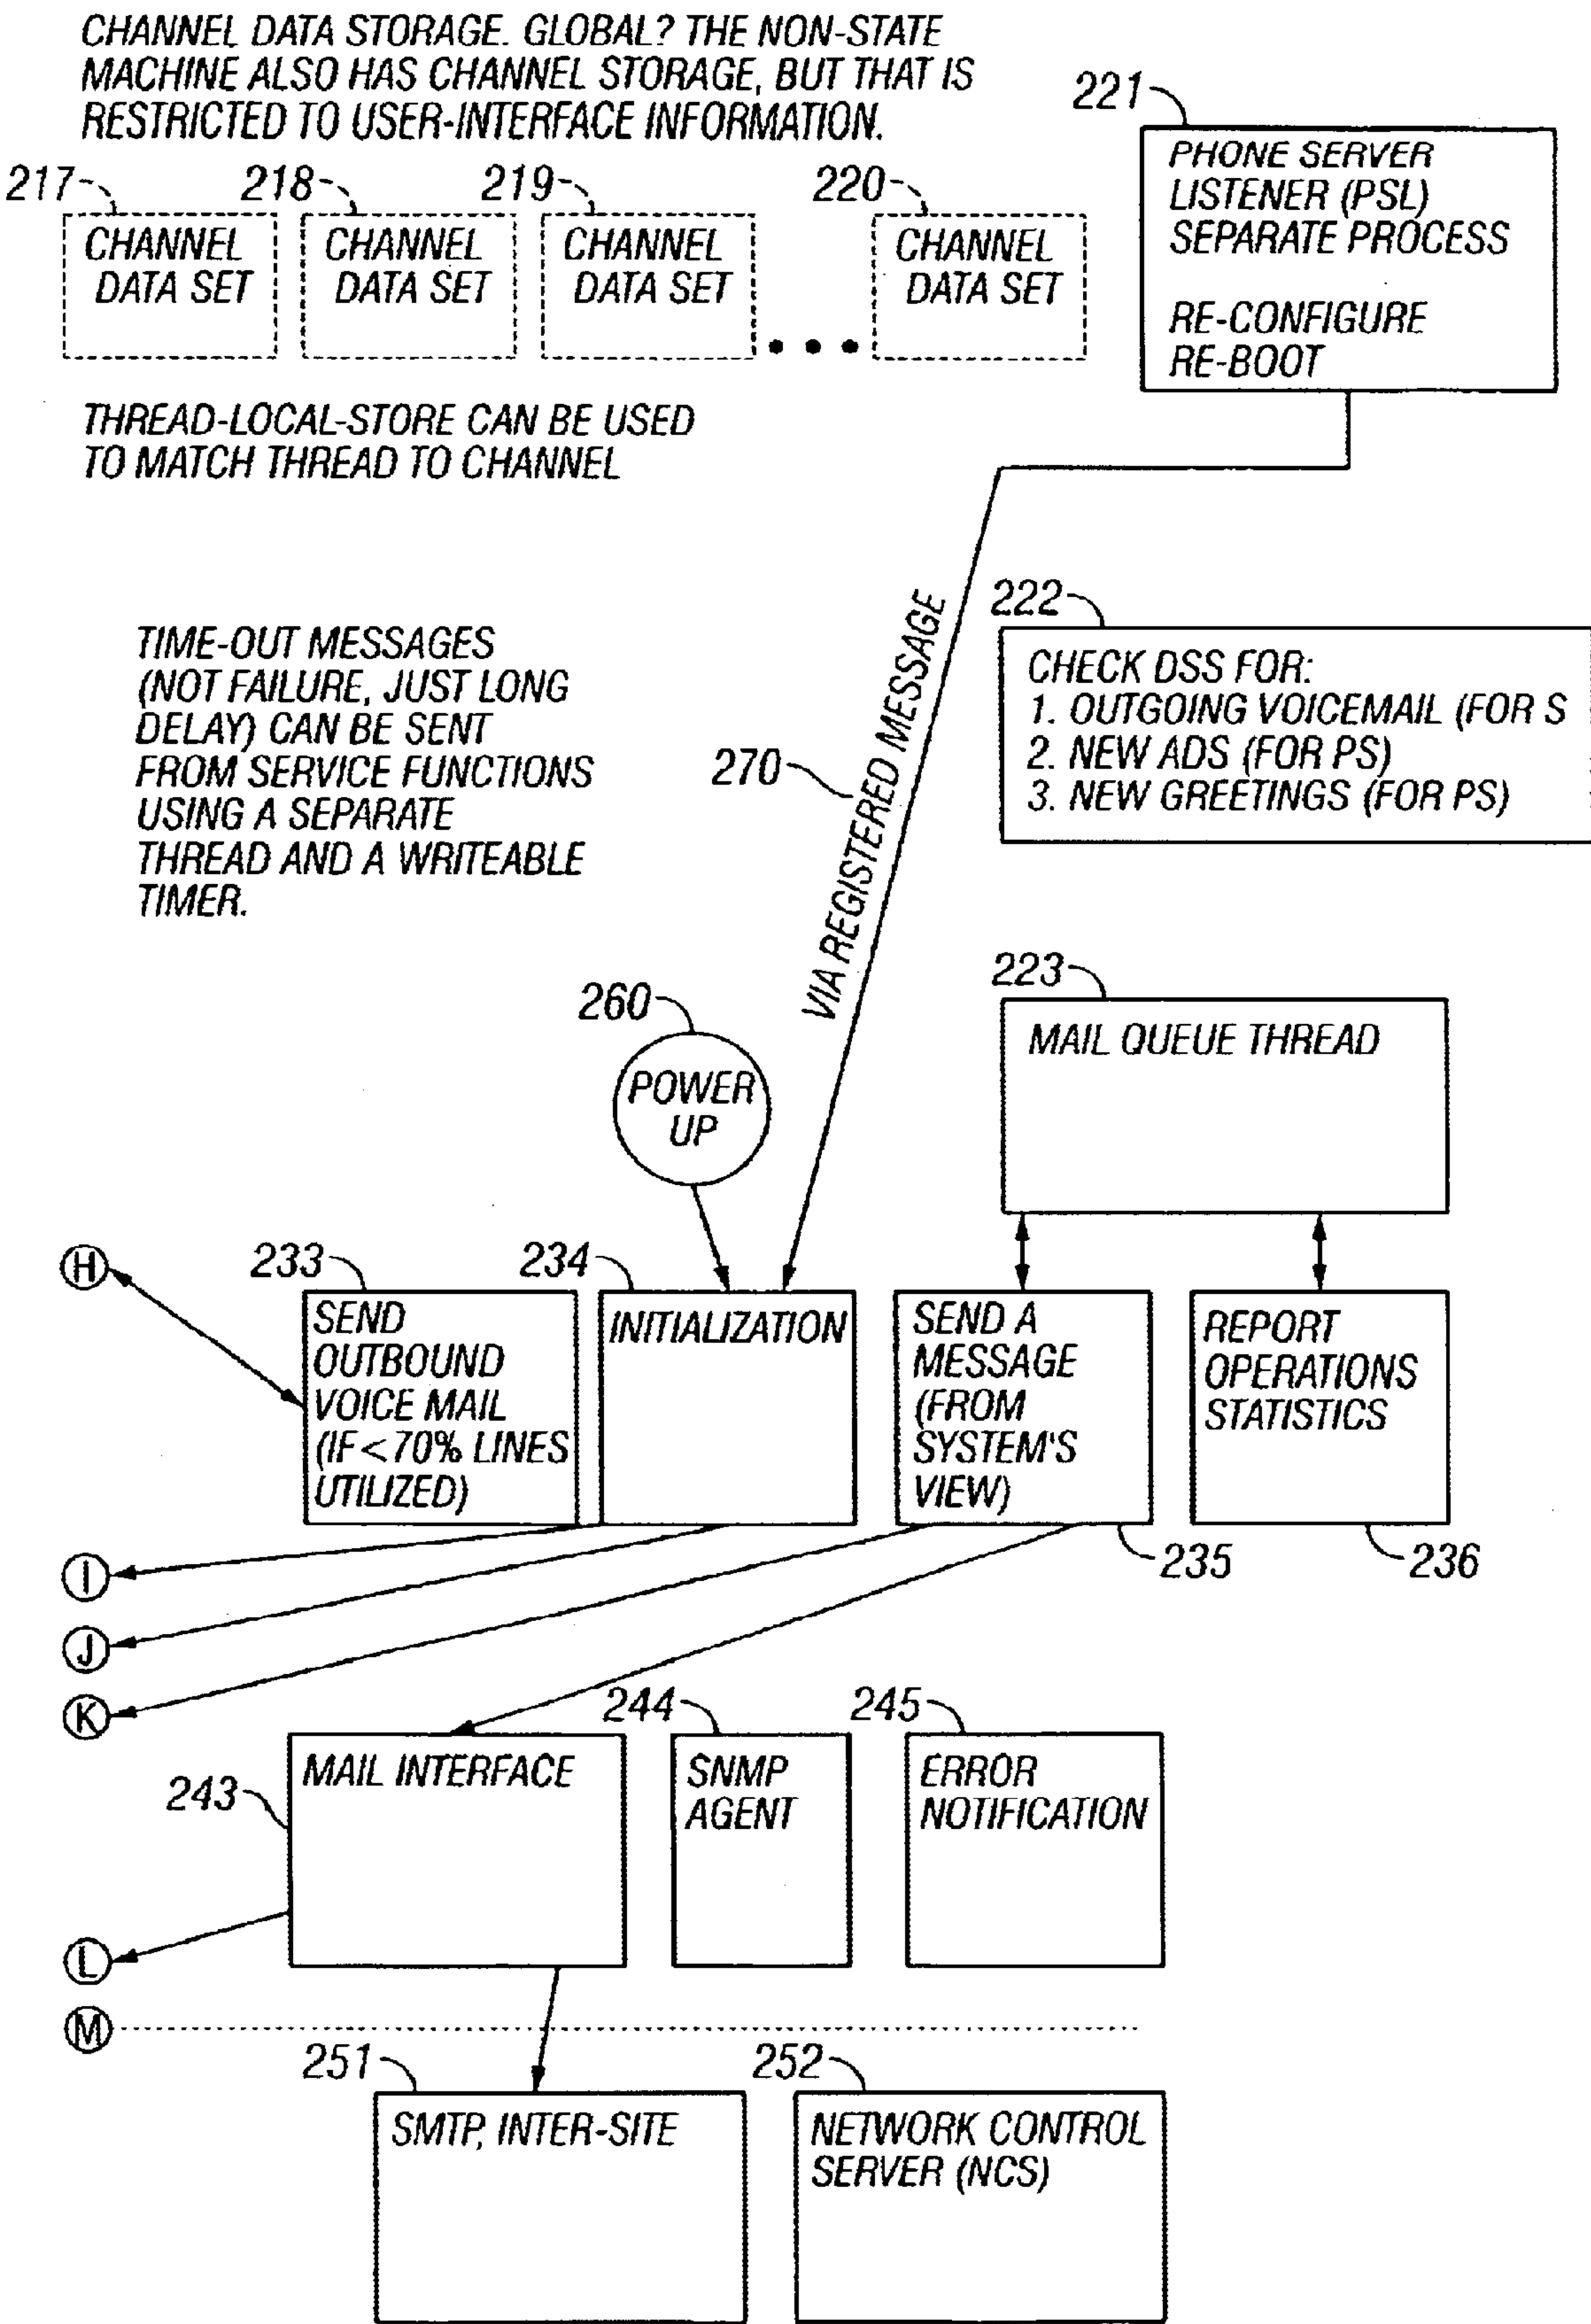 CHANNEL DATA STORAGE. GLOBAL? THE NON-STATE
MACHINE ALSO HAS CHANNEL STORAGE, BUT THAT IS
RESTRICTED TO USER-INTERFACE INFORMATION.
217
218
219
220
CHANNEL
DATA SET
CHANNEL
DATA SET
CHANNEL
DATA SET
CHANNEL
DATA SET
221
PHONE SERVER
LISTENER (PSL)
SEPARATE PROCESS
RE-CONFIGURE
RE-BOOT
THREAD-LOCAL-STORE CAN BE USED
TO MATCH THREAD TO CHANNEL
TIME-OUT MESSAGES
(NOT FAILURE, JUST LONG
DELAY) CAN BE SENT
FROM SERVICE FUNCTIONS
USING A SEPARATE
THREAD AND A WRITEABLE
TIMER.
270
VIA REGISTERED MESSAGE
222
CHECK DSS FOR:
1. OUTGOING VOICEMAIL (FOR S
2. NEW ADS (FOR PS)
3. NEW GREETINGS (FOR PS)
260
POWER
UP
223
MAIL QUEUE THREAD
H
233
SEND
OUTBOUND
VOICE MAIL
(IF <70% LINES
UTILIZED)
234
INITIALIZATION
SEND A
MESSAGE
(FROM
SYSTEM'S
VIEW)
235
REPORT
OPERATIONS
STATISTICS
236
I
J
K
243
MAIL INTERFACE
244
SNMP
AGENT
245
ERROR
NOTIFICATION
L
M
251
SMTP, INTER-SITE
252
NETWORK CONTROL
SERVER (NCS)